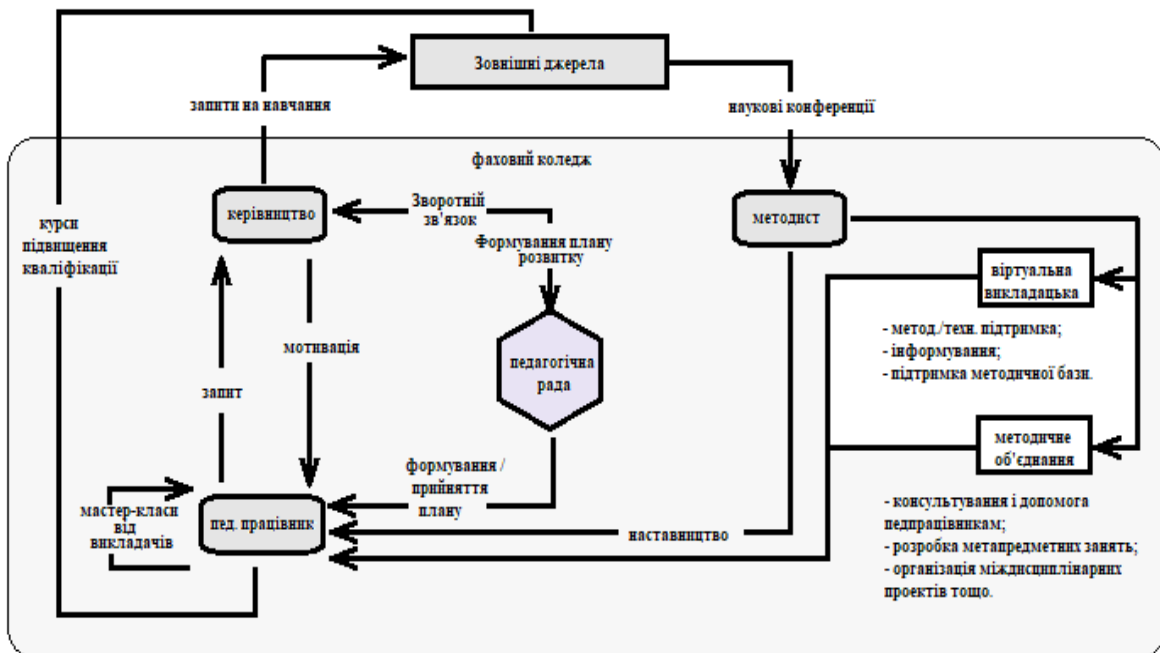 Зовнішні джерела
запити на навчання
наукові конференції
фаховий коледж
керівництво
Зворотній
зв'язок
методист
курси
підвищення
кваліфікації
Формування плану
розвитку
віртуальна
викладацька
- метод./техн. підтримка;
- інформування;
- підтримка методичної бази.
мотивація
педагогічна
рада
запит
методичне
об'єднання
формування /
прийняття
плану
мастер-класи
від
викладачів
пед. працівник
наставництво
- консультування і допомога
педпрацівникам;
- розробка метапредметних занять;
- організація міждисциплінарних
проектів тощо.